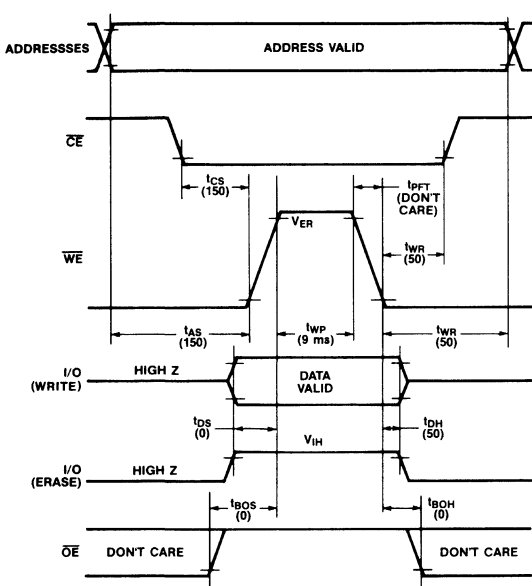 ADDRESSSES
ADDRESS VALID
CE
tCS
(150)
tPFT
(DON'T
CARE)
VER
WE
tWR
(50)
tAS
(150)
tWP
(9 ms)
tWR
(50)
I/O
(WRITE)
HIGH Z
DATA
VALID
tDS
(0)
VIH
tDH
(50)
I/O
(ERASE)
HIGH Z
tBOS
(0)
tBOH
(0)
OE
DON'T CARE
DON'T CARE